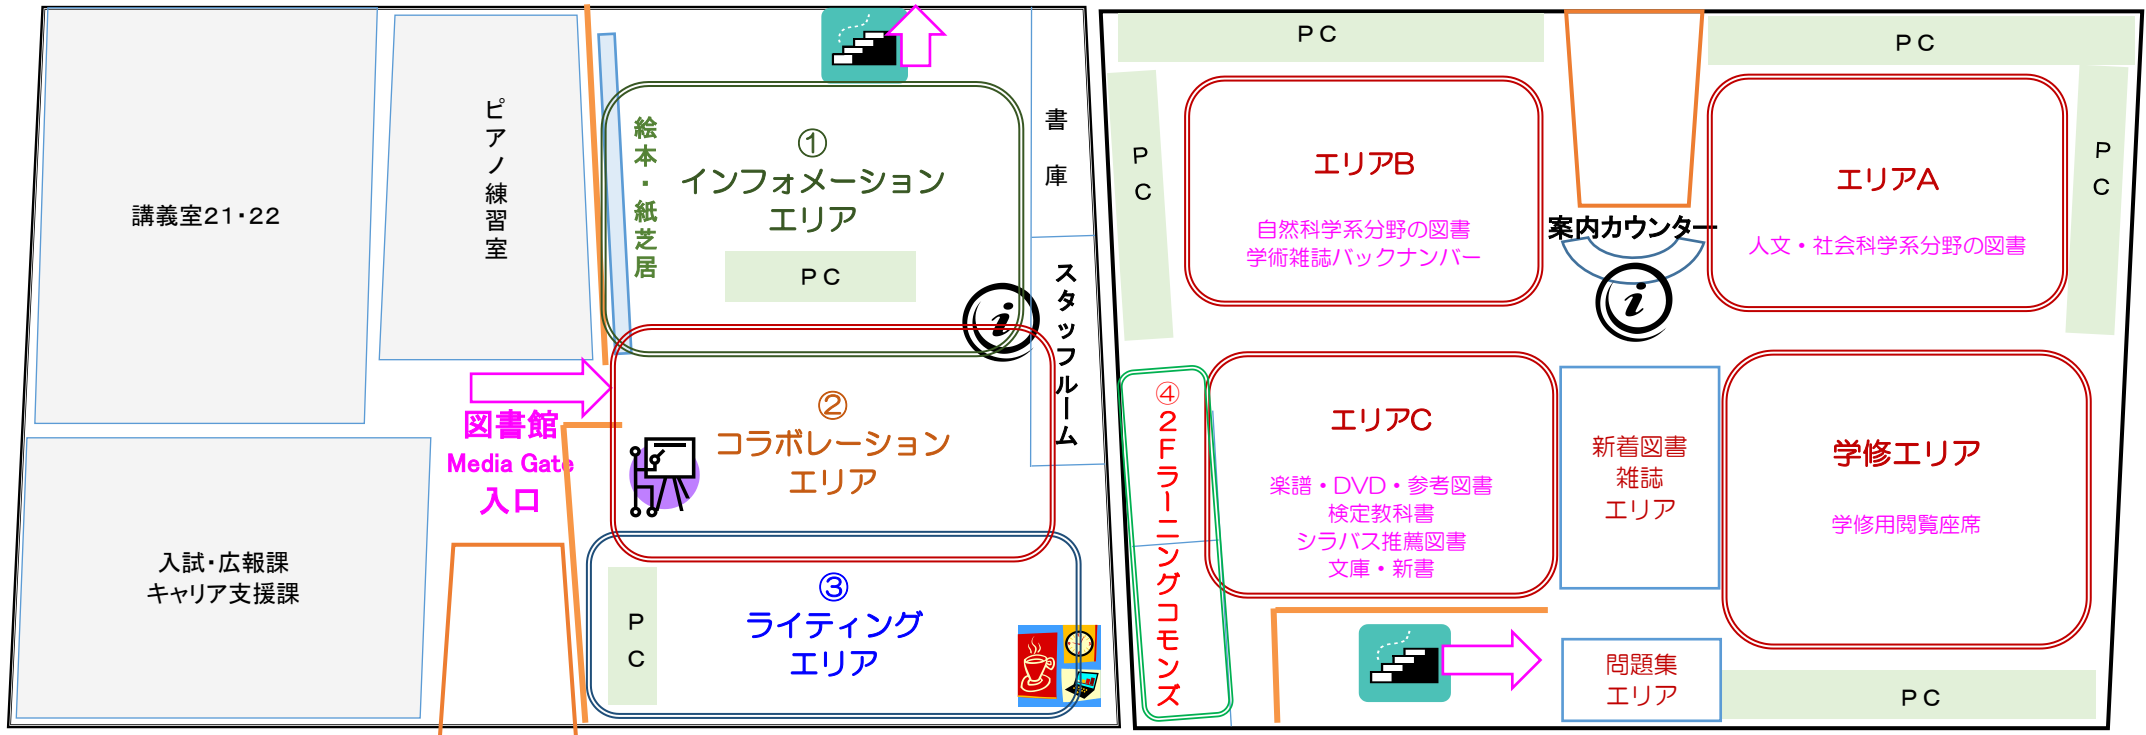 講義室21・22
ピアノ練習室
絵本・紙芝居
①
インフォメーション
エリア
PC
書庫
スタッフルーム
図書館
Media Gate
入口
②
コラボレーション
エリア
入試・広報課
キャリア支援課
③
ライティング
エリア
PC
PC
PC
PC
PC
エリアB
自然科学系分野の図書
学術雑誌バックナンバー
案内カウンター
エリアA
人文・社会科学系分野の図書
④2Fラーニングコモンズ
エリアC
楽譜・DVD・参考図書
検定教科書
シラバス推薦図書
文庫・新書
新着図書
雑誌
エリア
学修エリア
学修用閲覧座席
問題集
エリア
PC